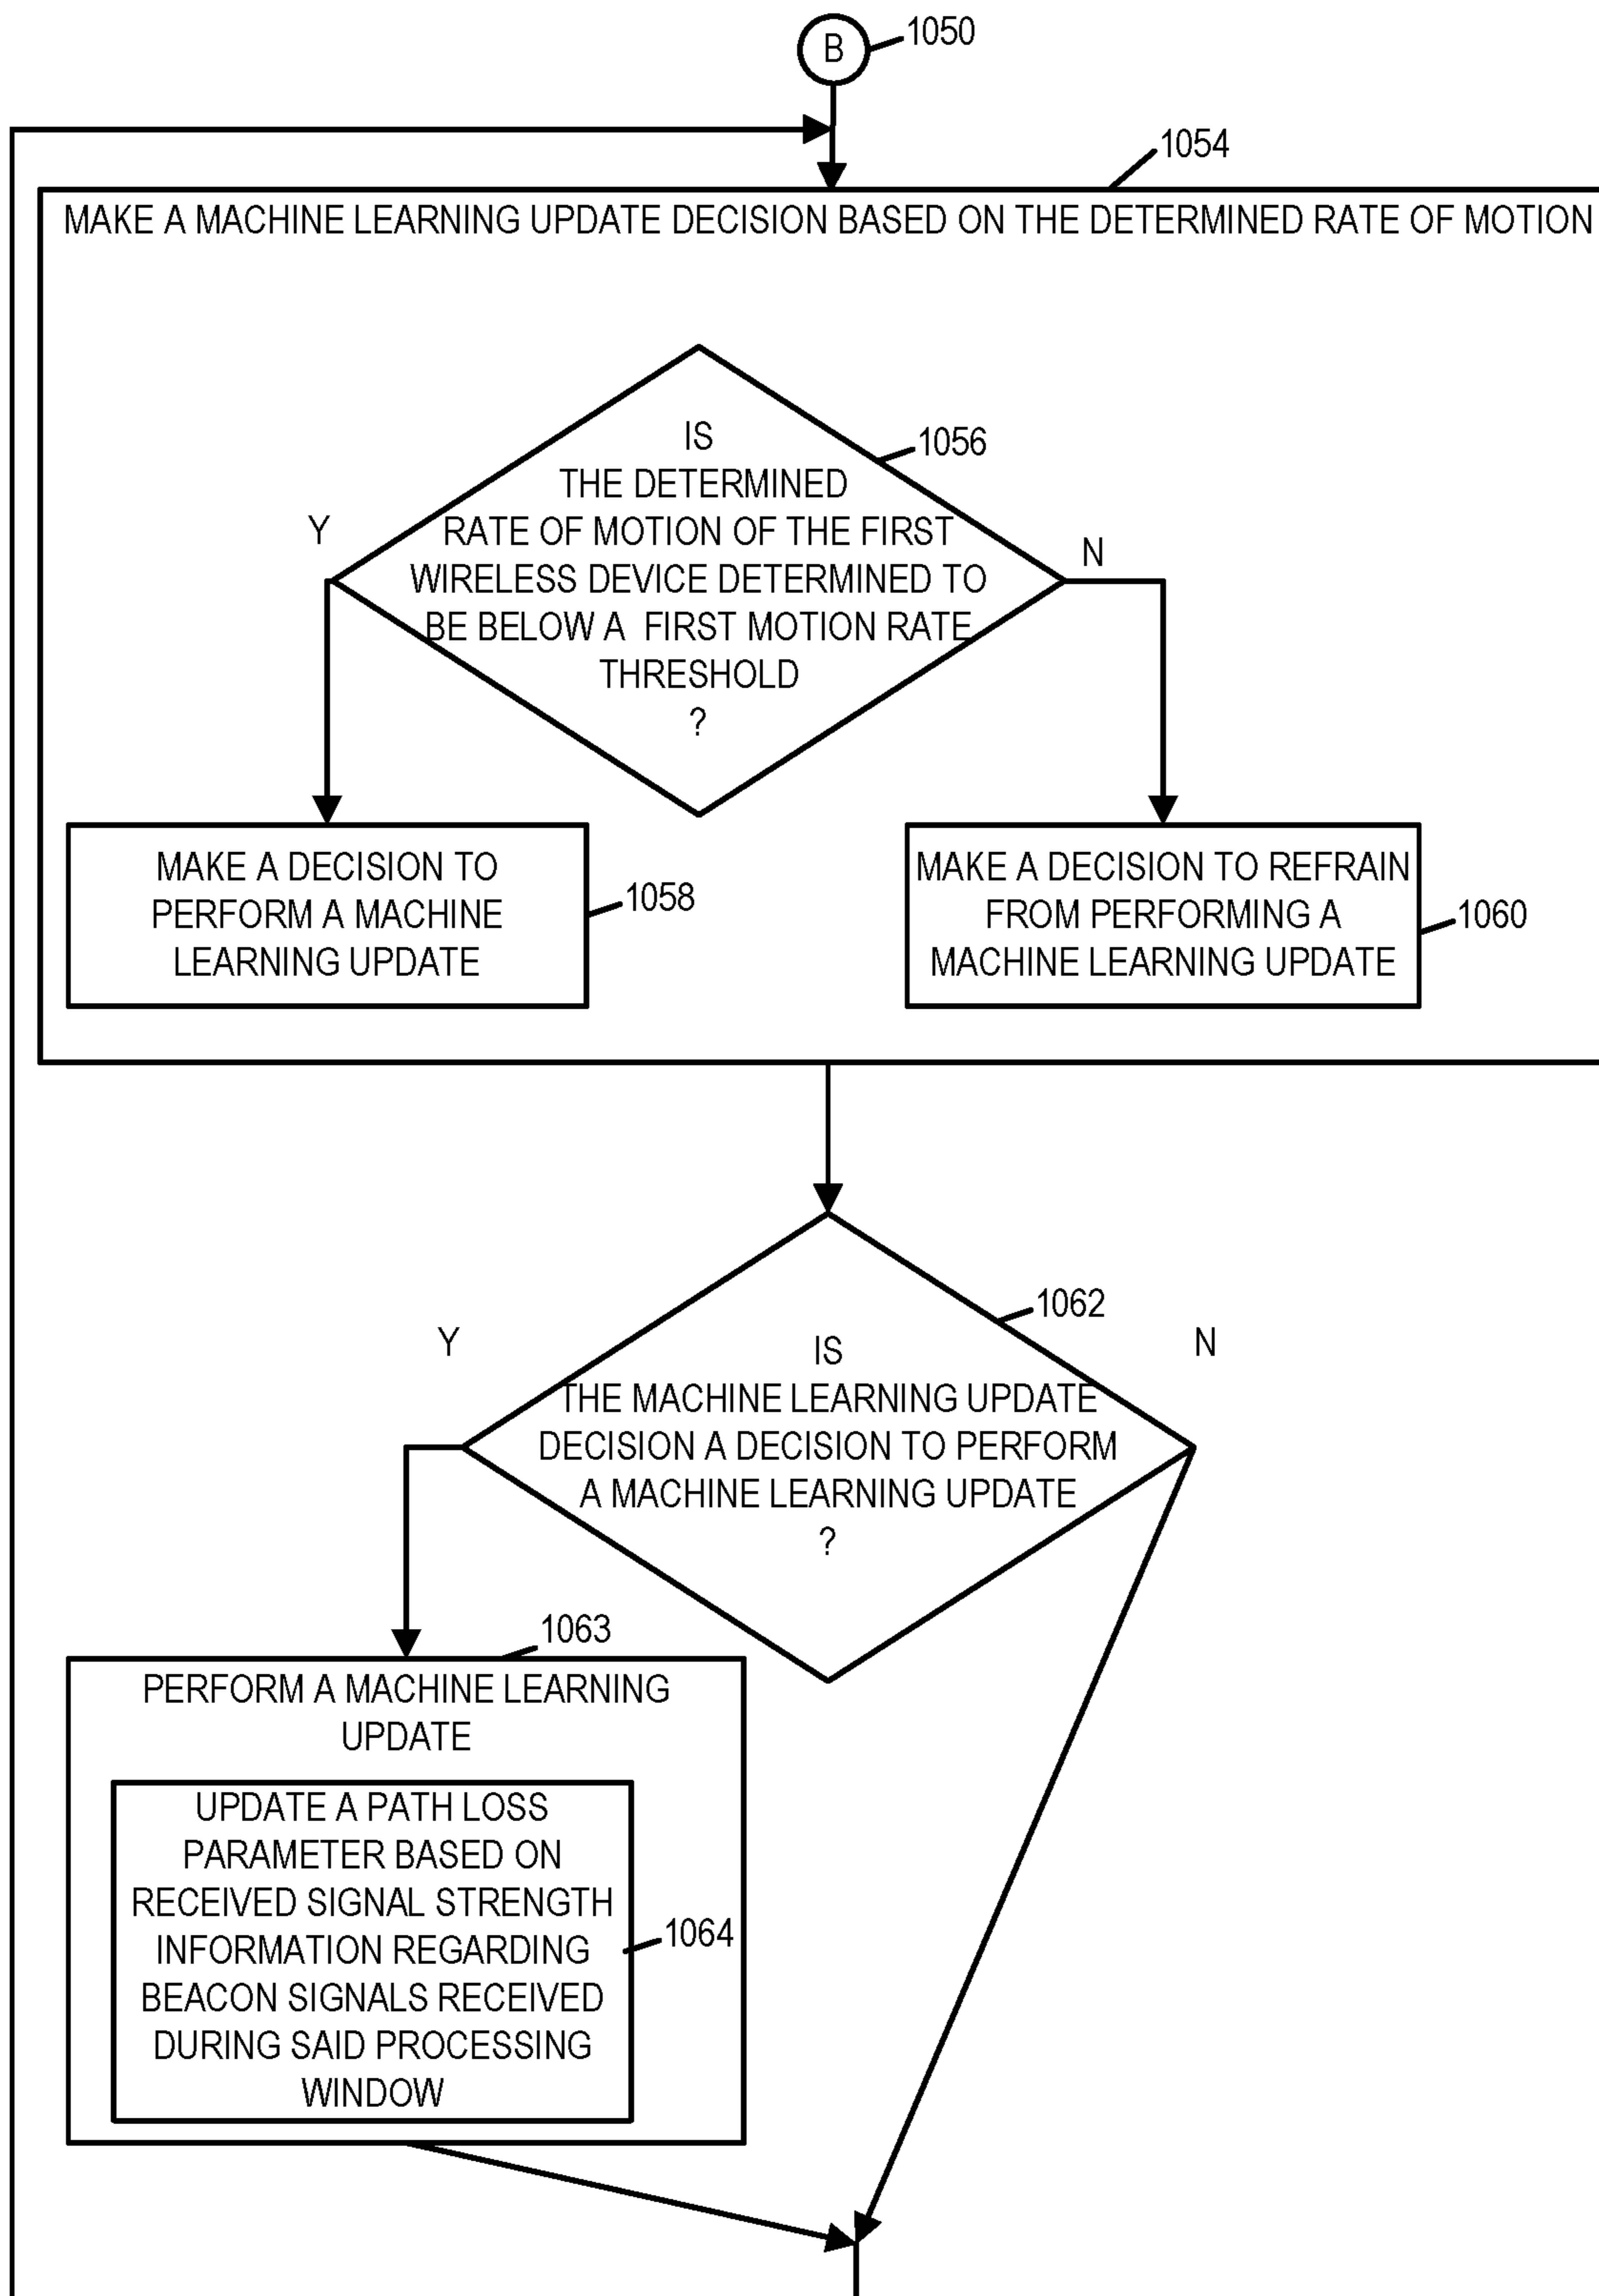 B
1050
1054
MAKE A MACHINE LEARNING UPDATE DECISION BASED ON THE DETERMINED RATE OF MOTION
IS
1056
THE DETERMINED
Y
RATE OF MOTION OF THE FIRST
N
WIRELESS DEVICE DETERMINED TO
BE BELOW A FIRST MOTION RATE
THRESHOLD
?
MAKE A DECISION TO
PERFORM A MACHINE
LEARNING UPDATE
1058
MAKE A DECISION TO REFRAIN
FROM PERFORMING A
MACHINE LEARNING UPDATE
1060
1062
Y
IS
N
THE MACHINE LEARNING UPDATE
DECISION A DECISION TO PERFORM
A MACHINE LEARNING UPDATE
?
1063
PERFORM A MACHINE LEARNING
UPDATE
UPDATE A PATH LOSS
PARAMETER BASED ON
RECEIVED SIGNAL STRENGTH
INFORMATION REGARDING
BEACON SIGNALS RECEIVED
DURING SAID PROCESSING
WINDOW
1064